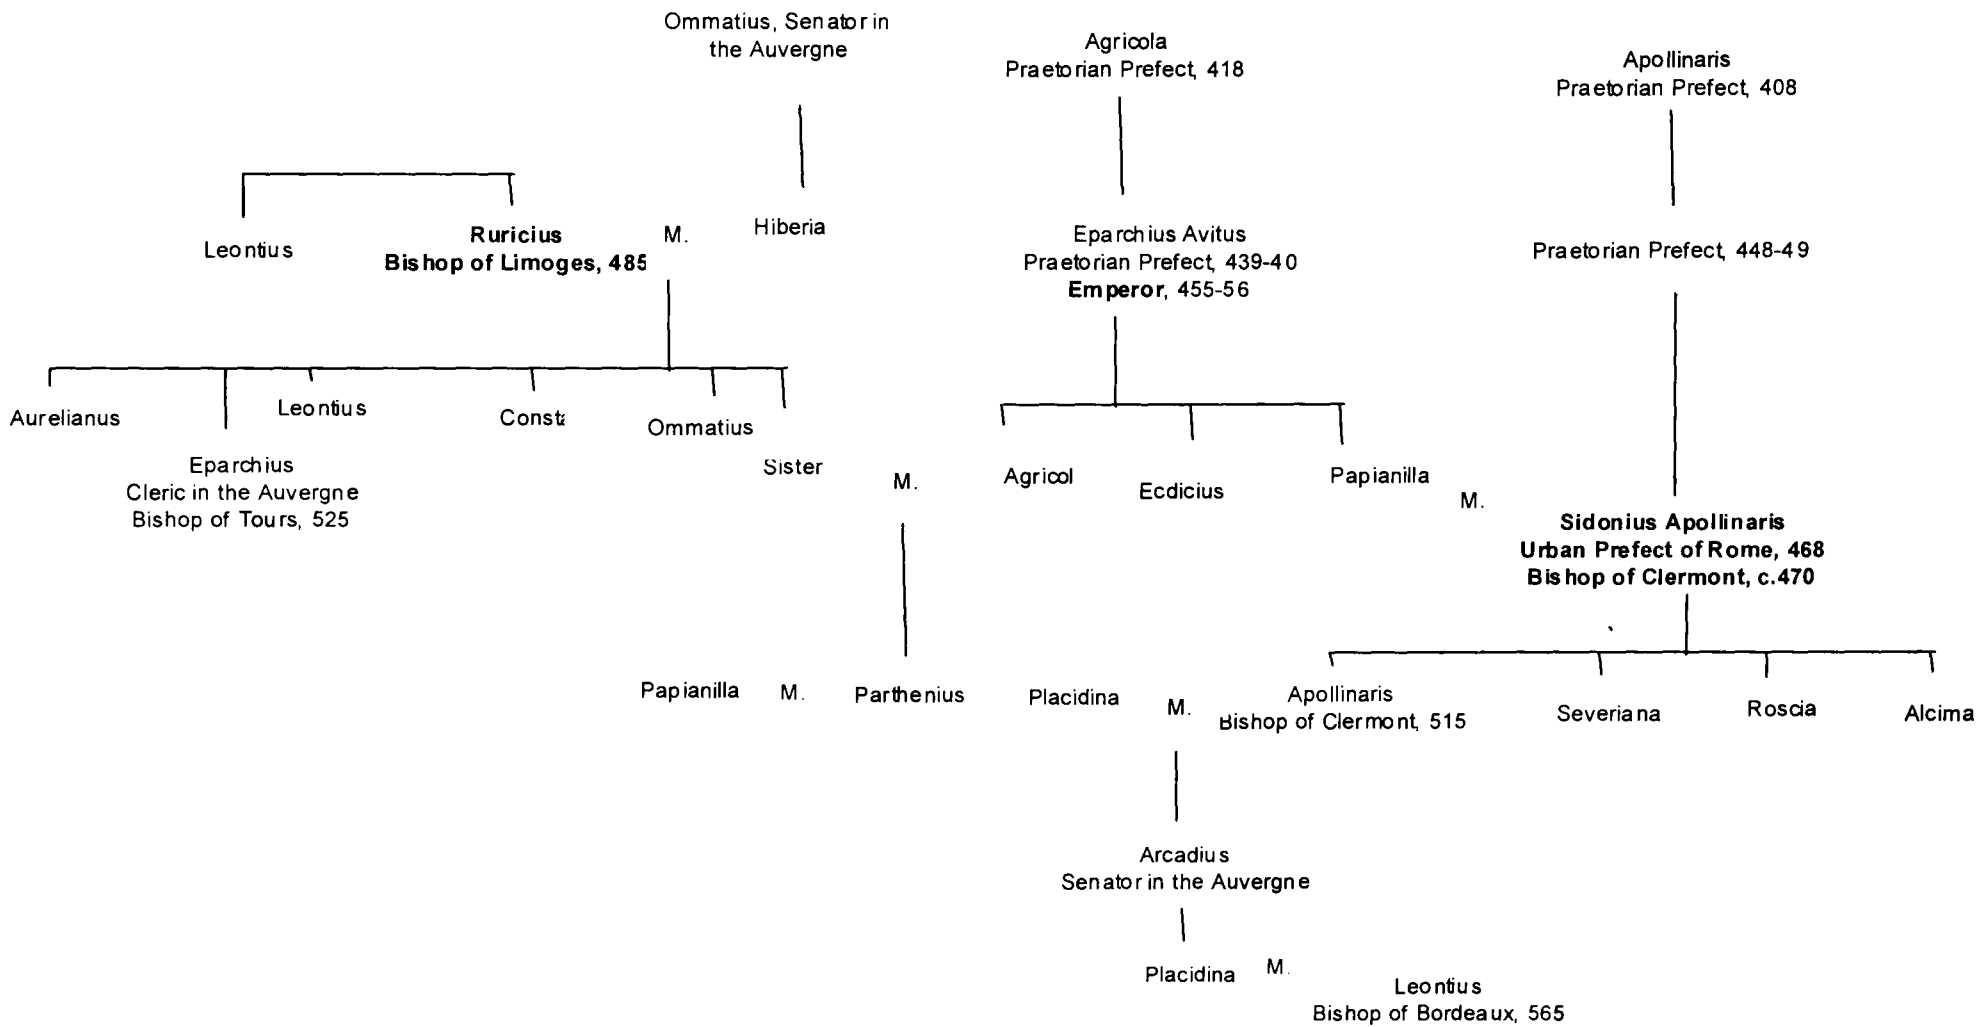 Ommatius, Senator in
the Auvergne
Agricola
Praetorian Prefect, 418
Apollinaris
Praetorian Prefect, 408
Leontius
Ruricius
Bishop of Limoges, 485
M.
Hiberia
Eparchius Avitus
Praetorian Prefect, 439-40
Emperor, 455-56
Praetorian Prefect, 448-49
Aurelianus
Eparchius
Cleric in the Auvergne
Bishop of Tours, 525
Leontius
Ommatius
Sister
M.
Agricol
Ecdicius
Papianilla
M.
Sidonius Apollinaris
Urban Prefect of Rome, 468
Bishop of Clermont, c.470
Papianilla
M.
Parthenius
Placidina
M.
Apollinaris
Bishop of Clermont, 515
Severiana
Roscia
Alcima
Arcadius
Senator in the Auvergne
Placidina
M.
Leontius
Bishop of Bordeaux, 565